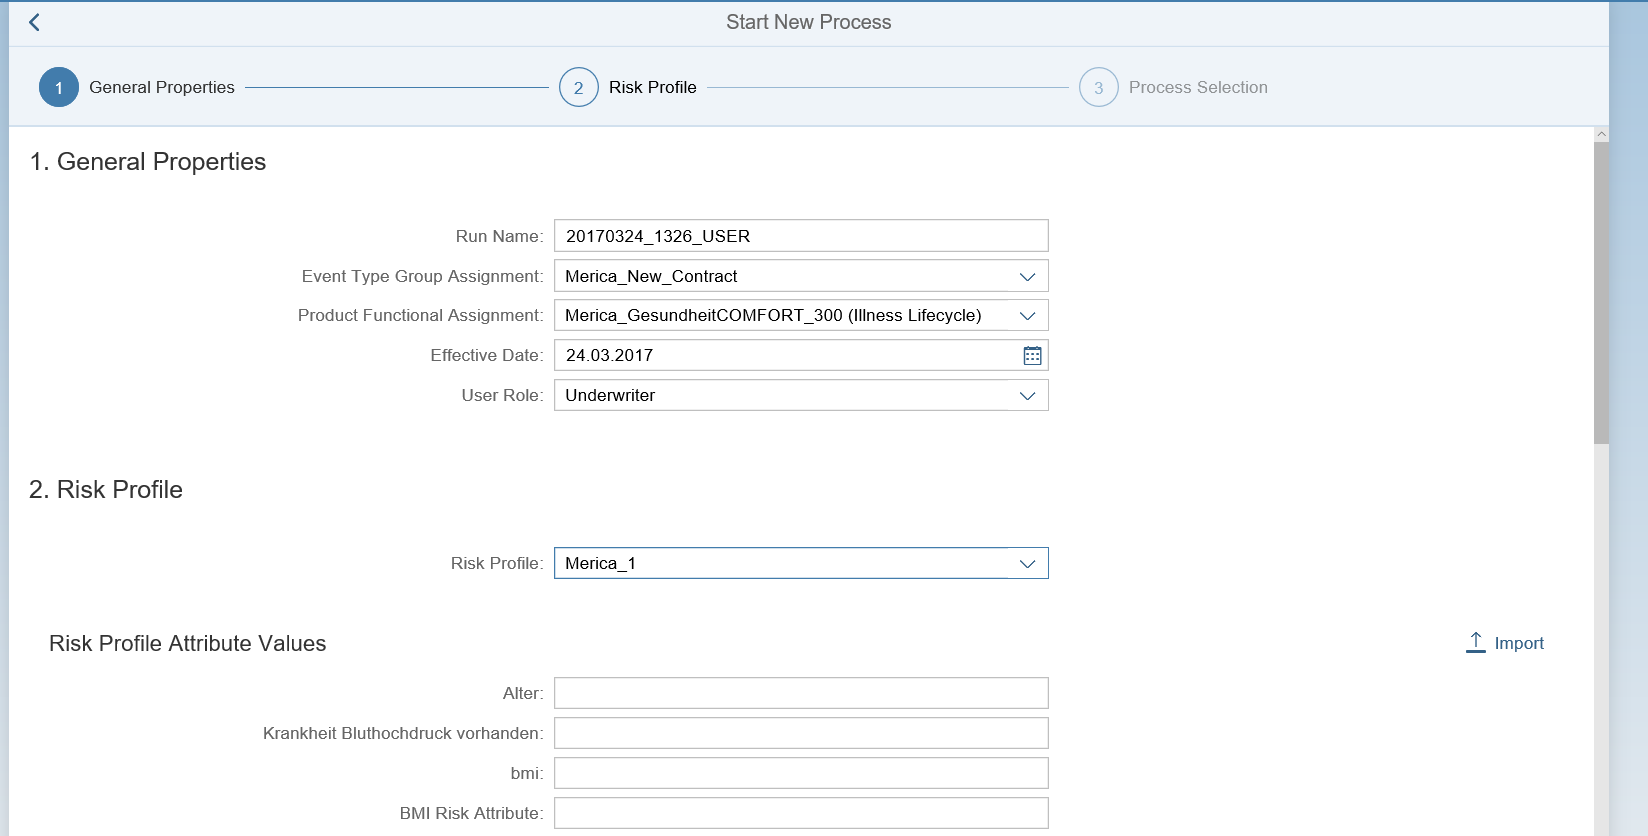 Start New Process
1 General Properties 2 Risk Profile 3 Process Selection
1. General Properties
Run Name: 20170324_1326_USER
Event Type Group Assignment: Merica_New_Contract
Product Functional Assignment: Merica_GesundheitCOMFORT_300 (Illness Lifecycle)
Effective Date: 24.03.2017
User Role: Underwriter
2. Risk Profile
Risk Profile: Merica_1
Risk Profile Attribute Values Import
Alter:
Krankheit Bluthochdruck vorhanden:
bmi:
BMI Risk Attribute: